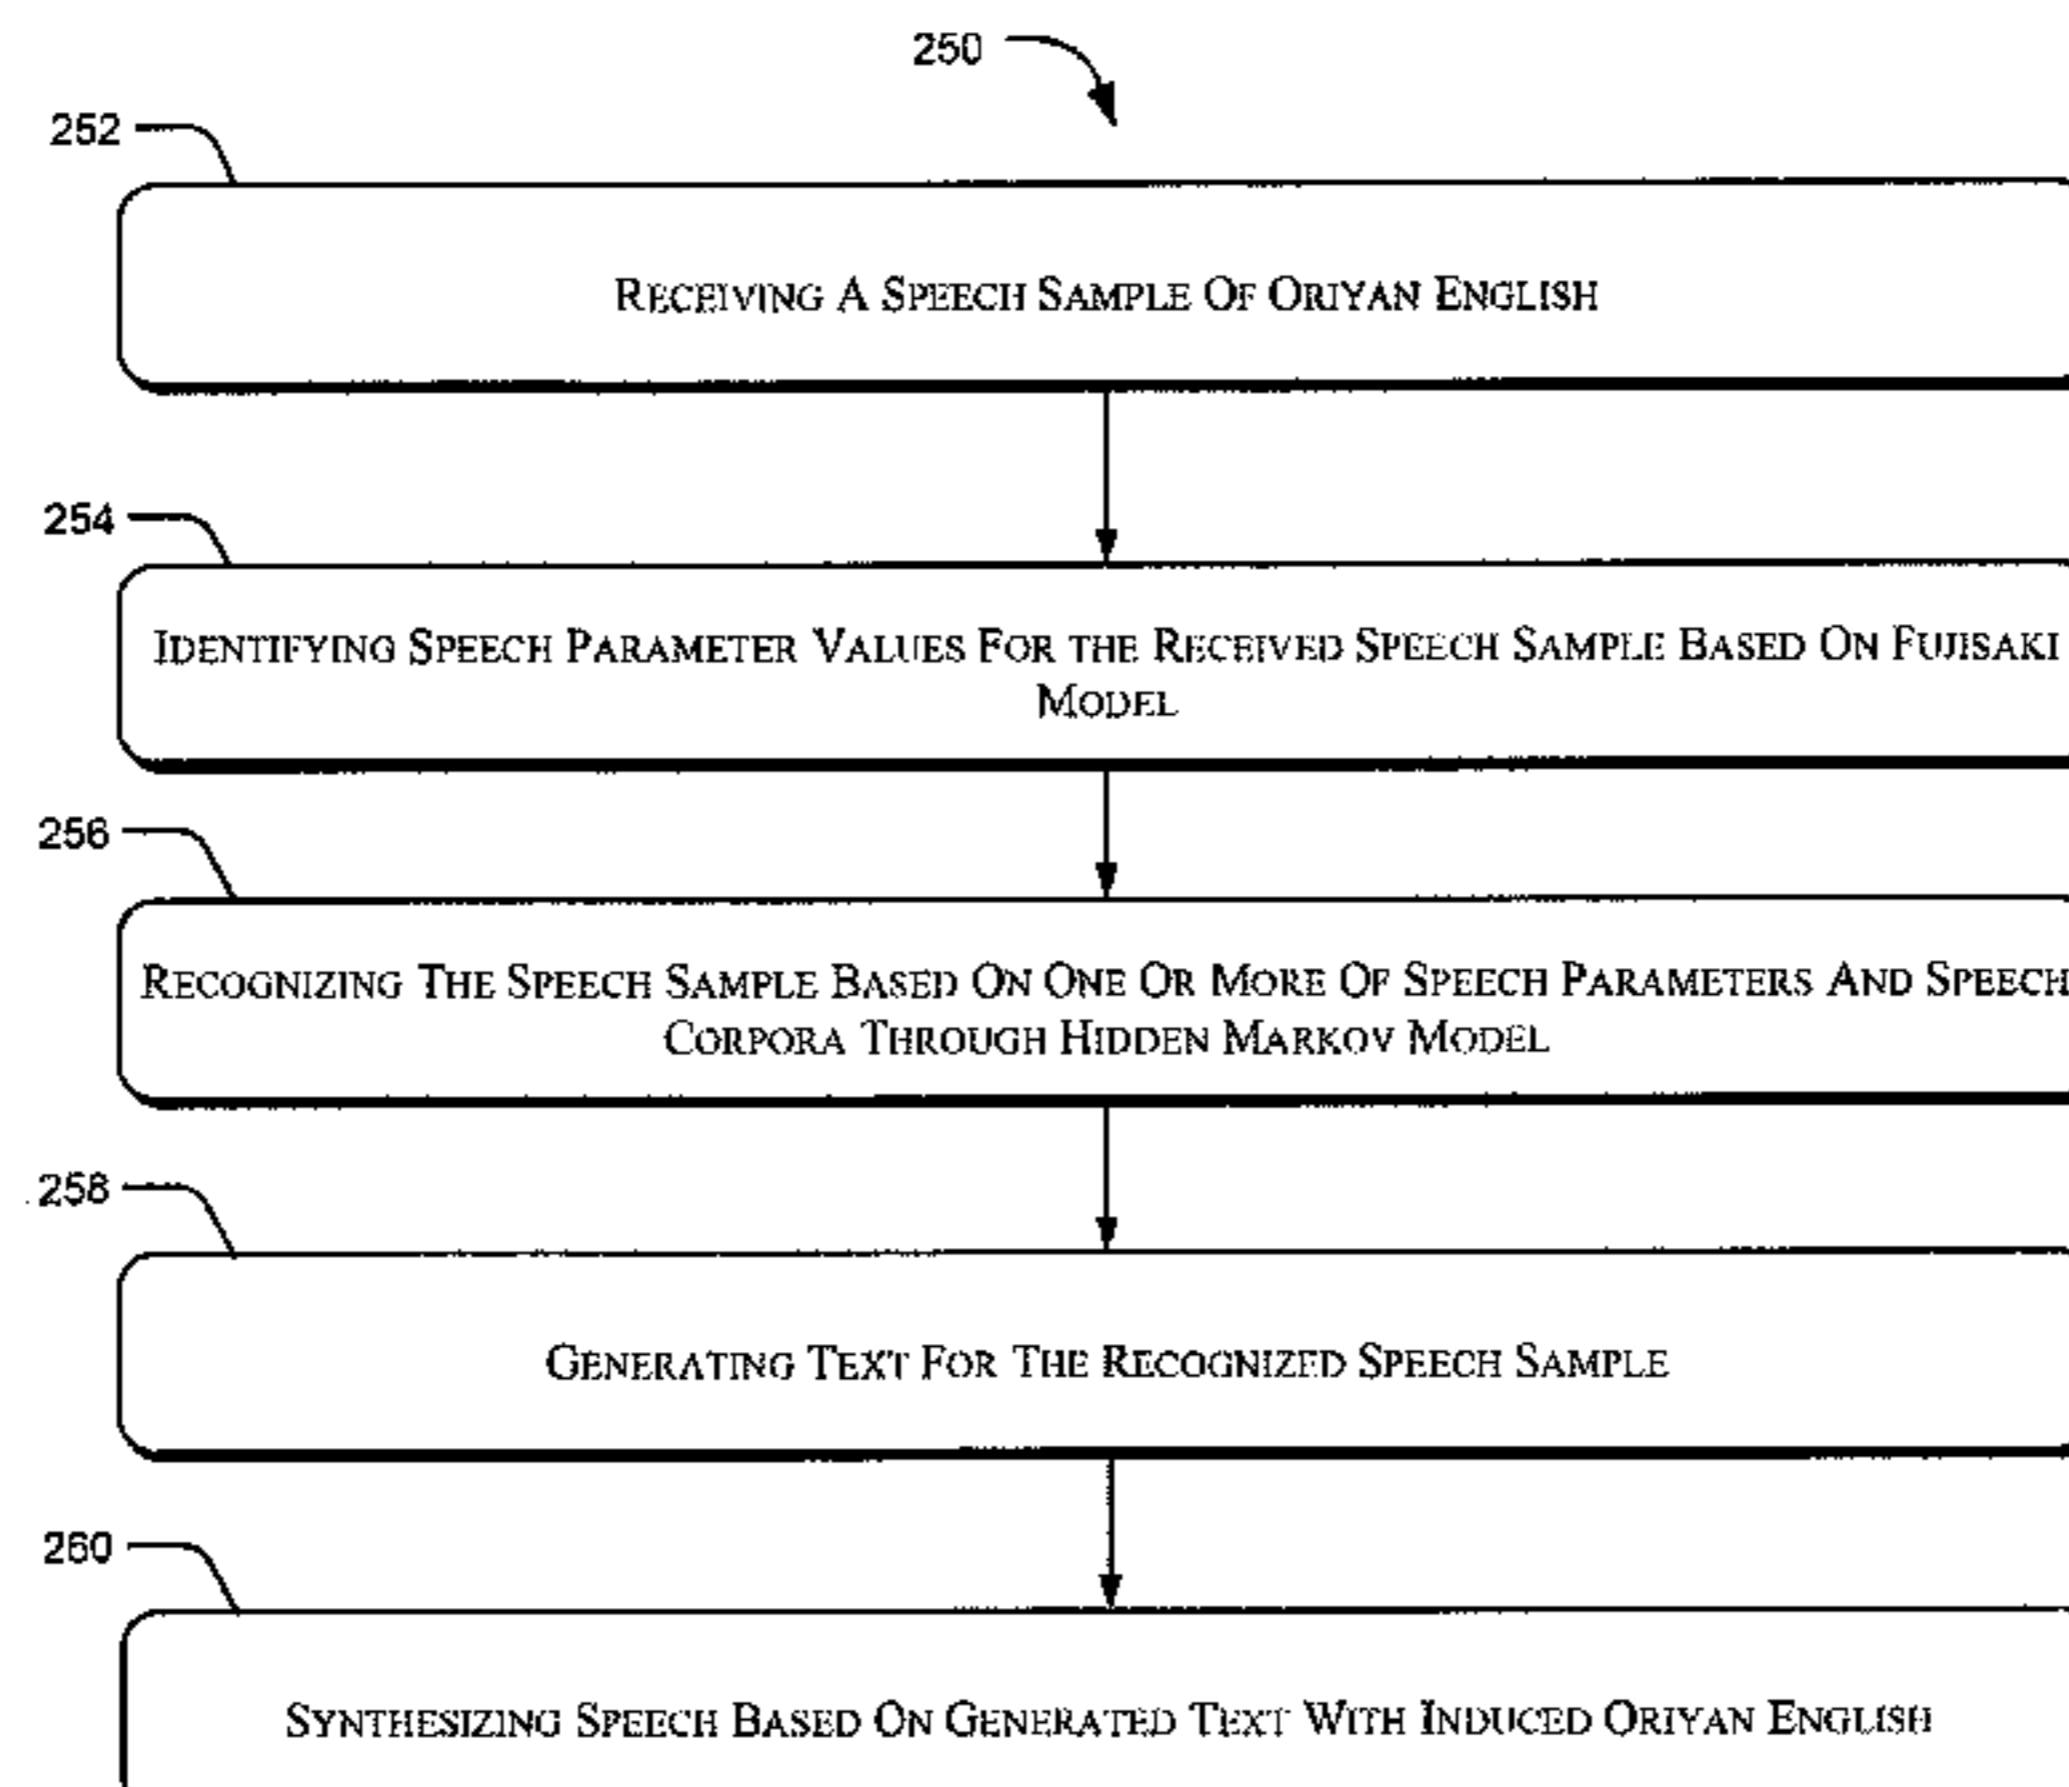 250
252
RECEIVING A SPEECH SAMPLE OF ORIYAN ENGLISH
254
IDENTIFYING SPEECH PARAMETER VALUES FOR THE RECEIVED SPEECH SAMPLE BASED ON FUJISAKI
MODEL
256
RECOGNIZING THE SPEECH SAMPLE BASED ON ONE OR MORE OF SPEECH PARAMETERS AND SPEECH
CORPORA THROUGH HIDDEN MARKOV MODEL
258
GENERATING TEXT FOR THE RECOGNIZED SPEECH SAMPLE
260
SYNTHESIZING SPEECH BASED ON GENERATED TEXT WITH INDUCED ORIYAN ENGLISH